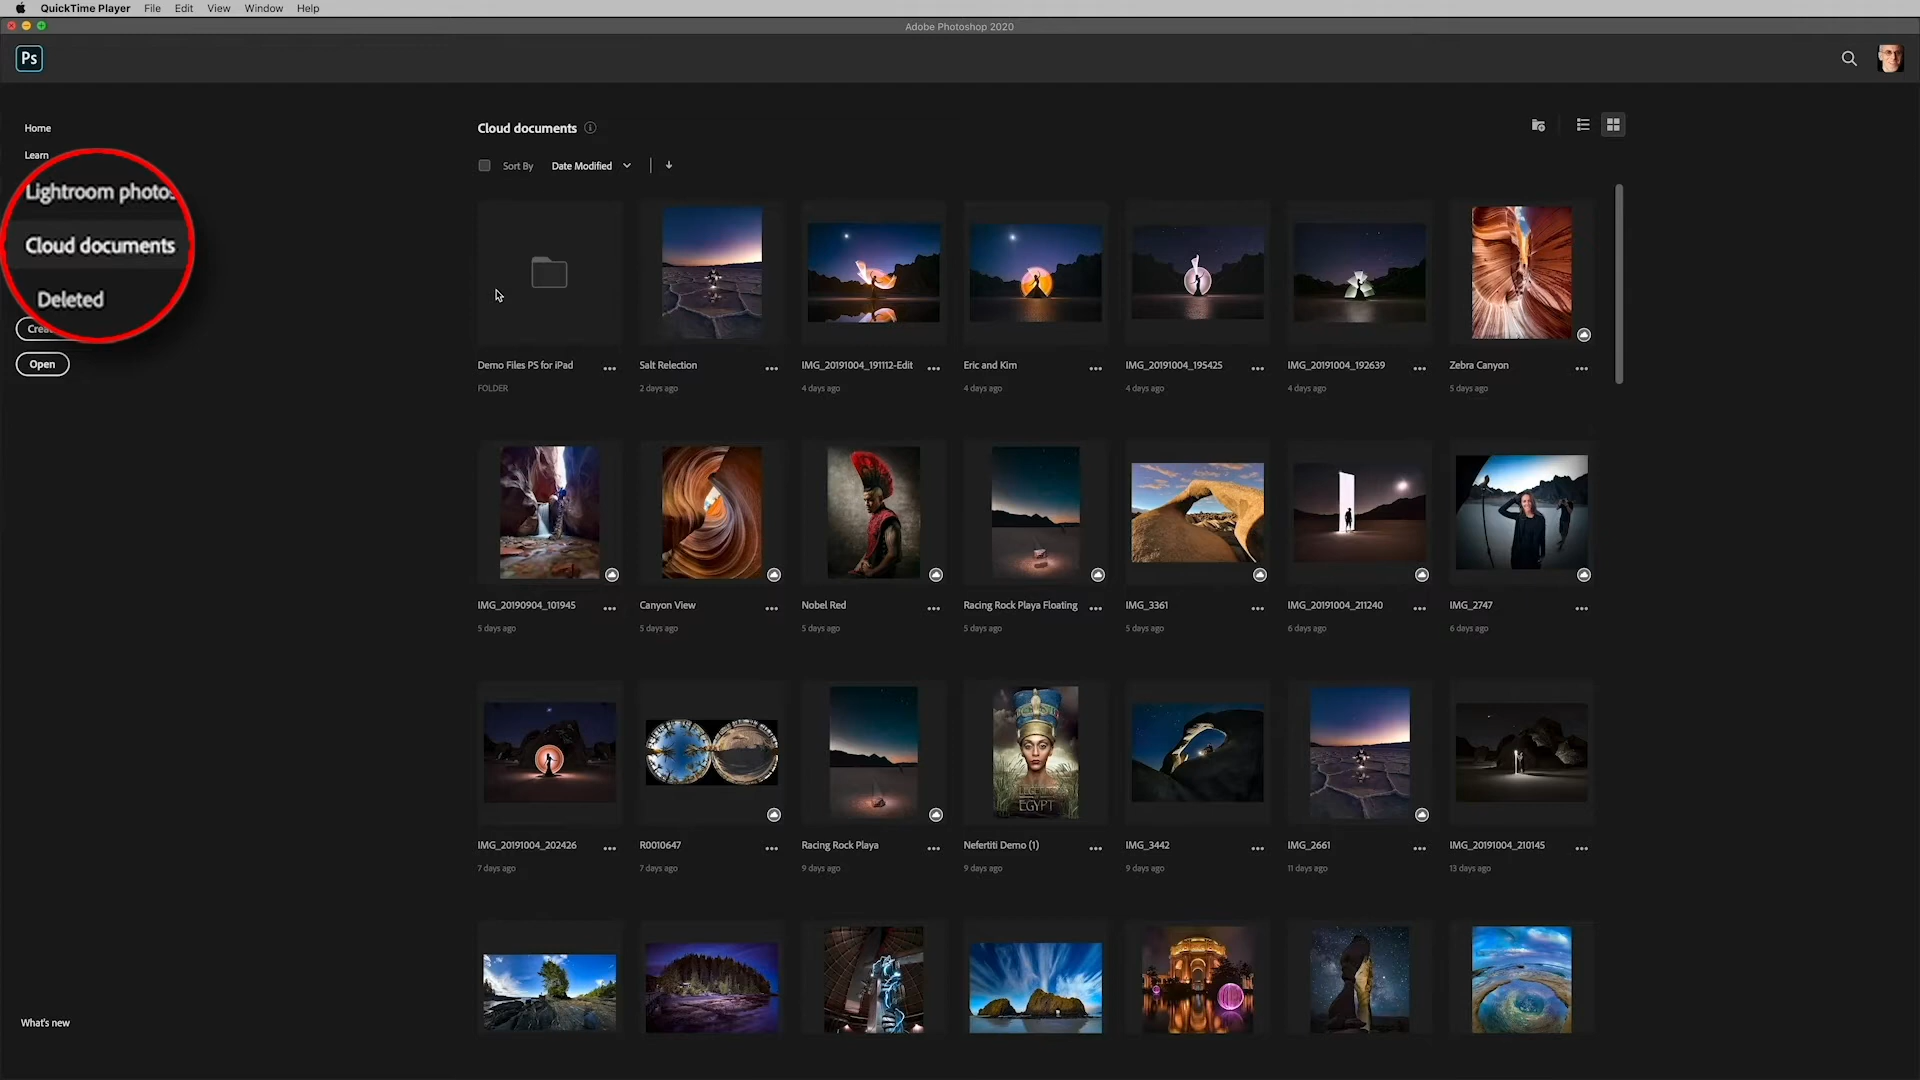 QuickTime Player File Edit View Window Help
Adobe Photoshop 2020
Ps
Home
Learn
Lightroom photos
Cloud documents
Deleted
Open
What's new
Cloud documents
Sort By Date Modified
Demo Files PS for iPad
FOLDER
Salt Relection
2 days ago
IMG_20191004_191112-Edit
4 days ago
Eric and Kim
4 days ago
IMG_20191004_195425
4 days ago
IMG_20191004_192639
4 days ago
Zebra Canyon
5 days ago
IMG_20190904_101945
5 days ago
Canyon View
5 days ago
Nobel Red
5 days ago
Racing Rock Playa Floating
5 days ago
IMG_3361
5 days ago
IMG_20191004_211240
6 days ago
IMG_2747
6 days ago
LEGENDS
EGYPT
IMG_20191004_202426
7 days ago
R0010647
7 days ago
Racing Rock Playa
9 days ago
Nefertiti Demo (1)
9 days ago
IMG_3442
9 days ago
IMG_2661
11 days ago
IMG_20191004_210145
13 days ago